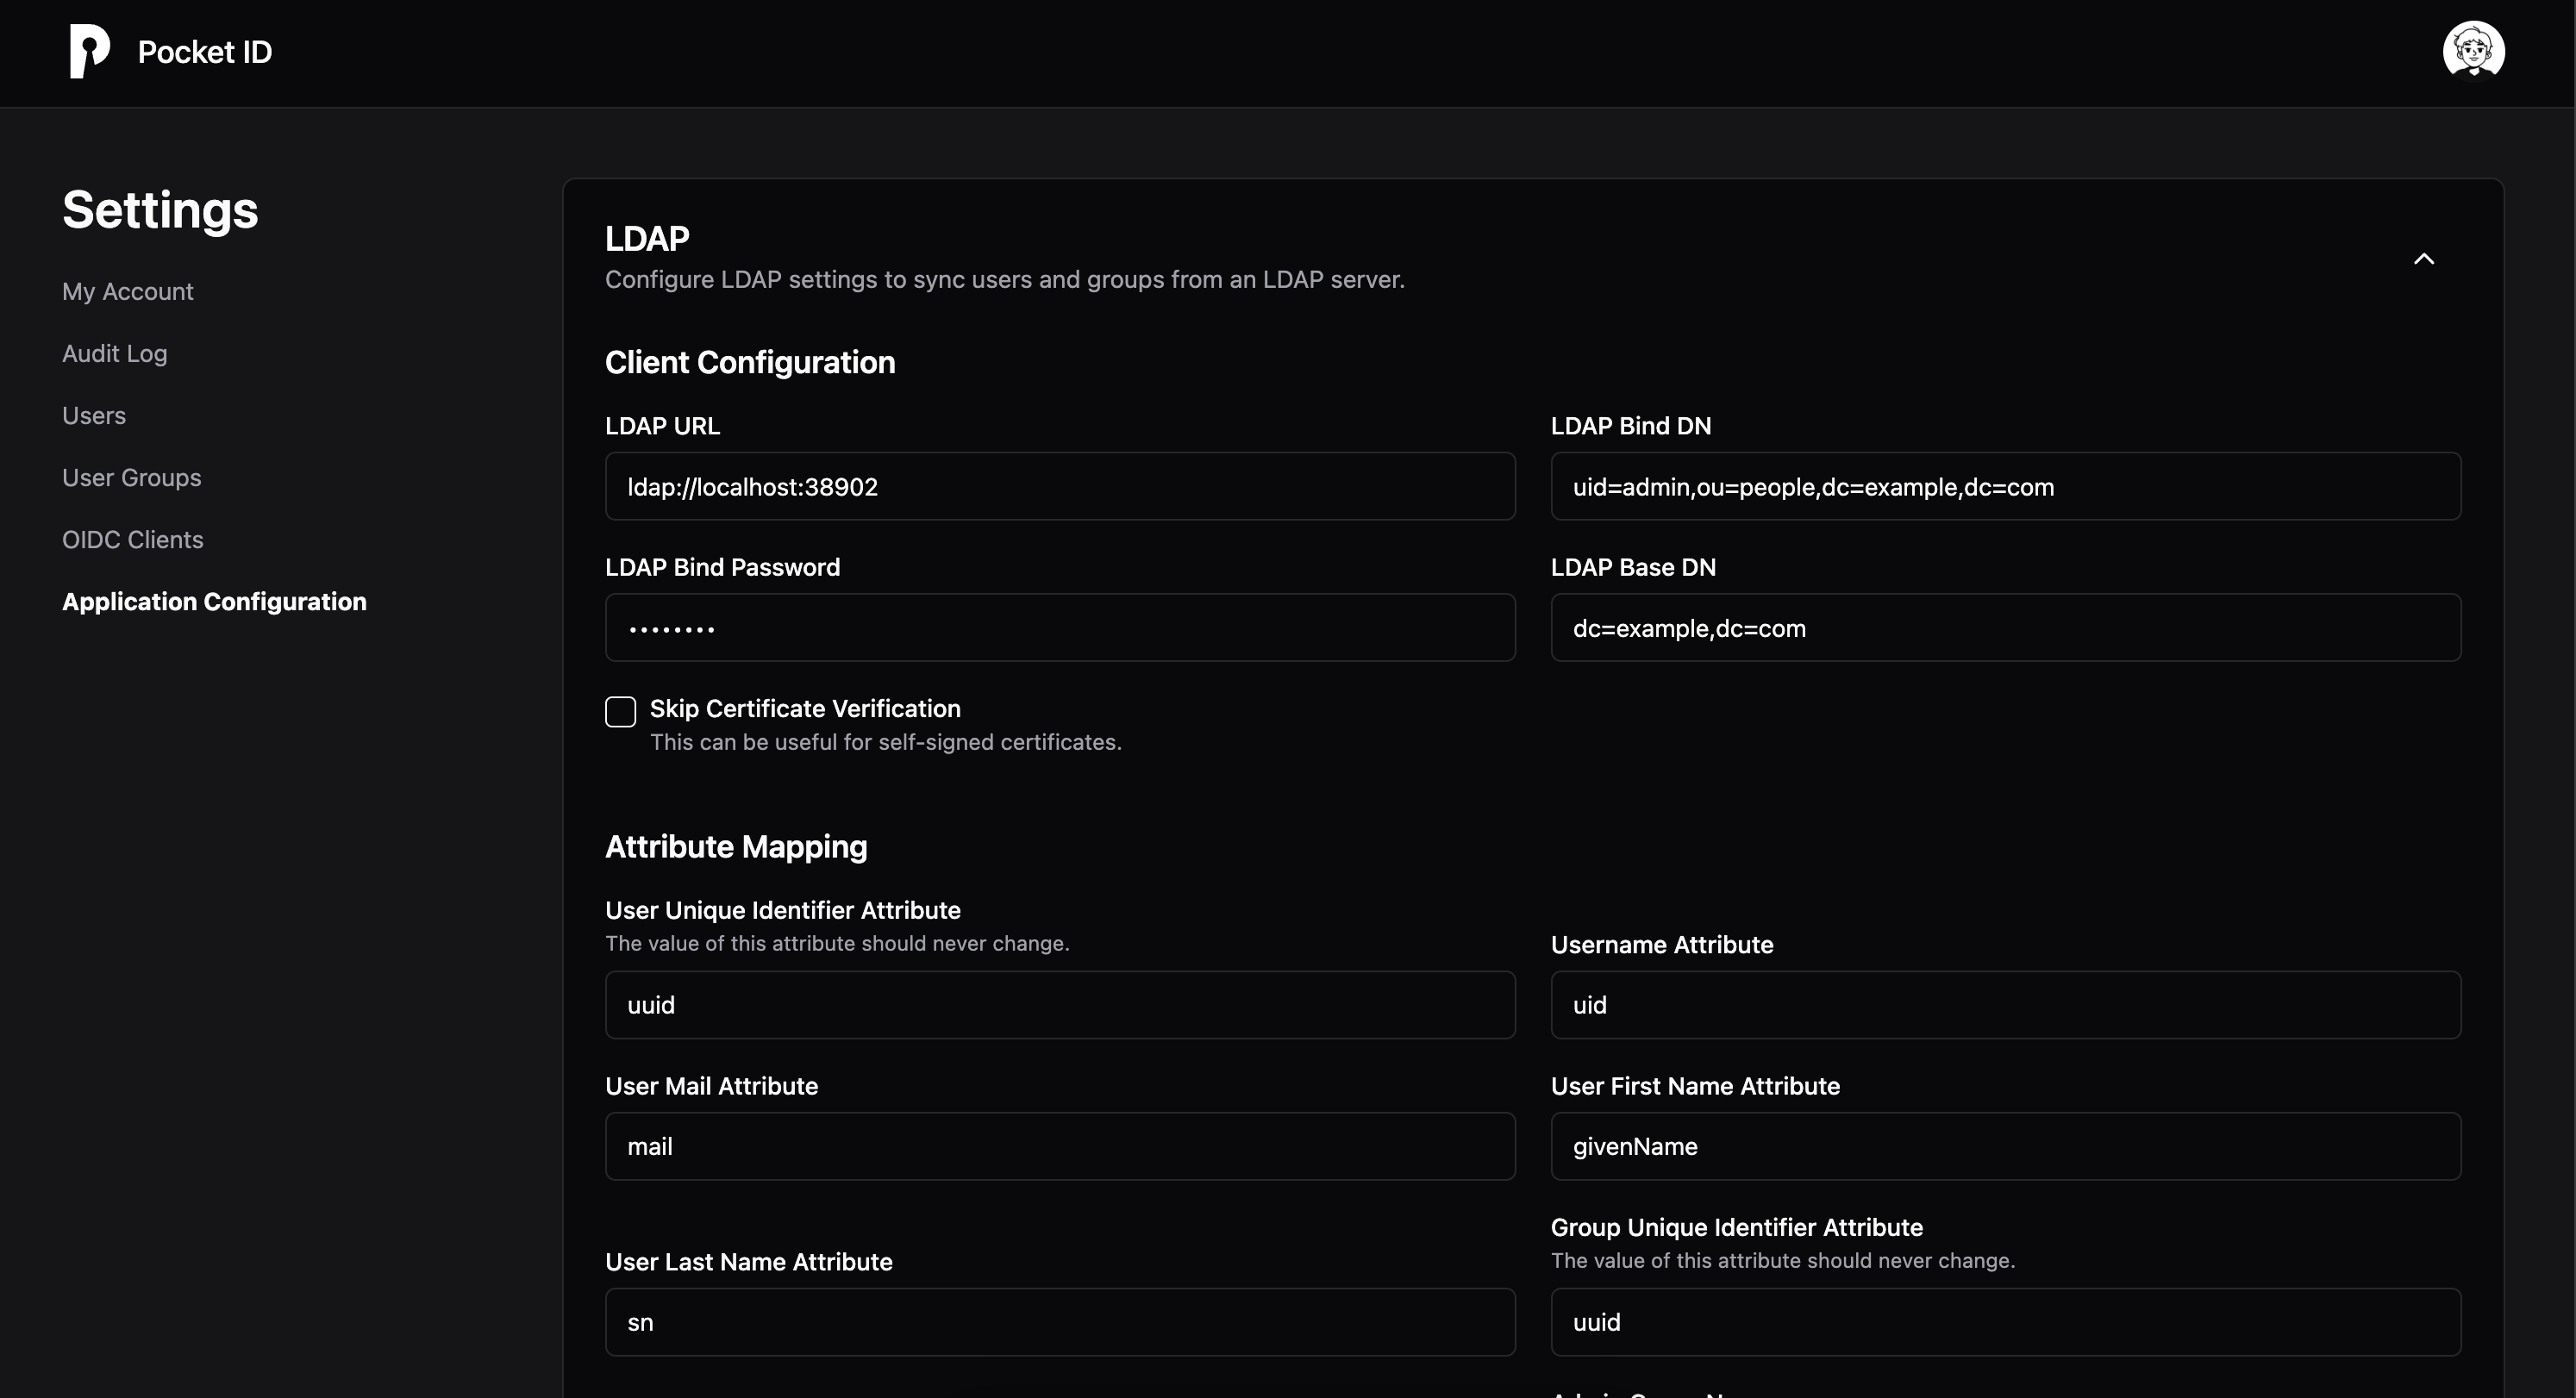 Pocket ID
Settings
My Account
Audit Log
Users
User Groups
OIDC Clients
Application Configuration
LDAP
Configure LDAP settings to sync users and groups from an LDAP server.
Client Configuration
LDAP URL
ldap://localhost:38902
LDAP Bind DN
uid=admin,ou=people,dc=example,dc=com
LDAP Bind Password
••••••••
LDAP Base DN
dc=example,dc=com
Skip Certificate Verification
This can be useful for self-signed certificates.
Attribute Mapping
User Unique Identifier Attribute
The value of this attribute should never change.
uuid
Username Attribute
uid
User Mail Attribute
mail
User First Name Attribute
givenName
User Last Name Attribute
sn
Group Unique Identifier Attribute
The value of this attribute should never change.
uuid